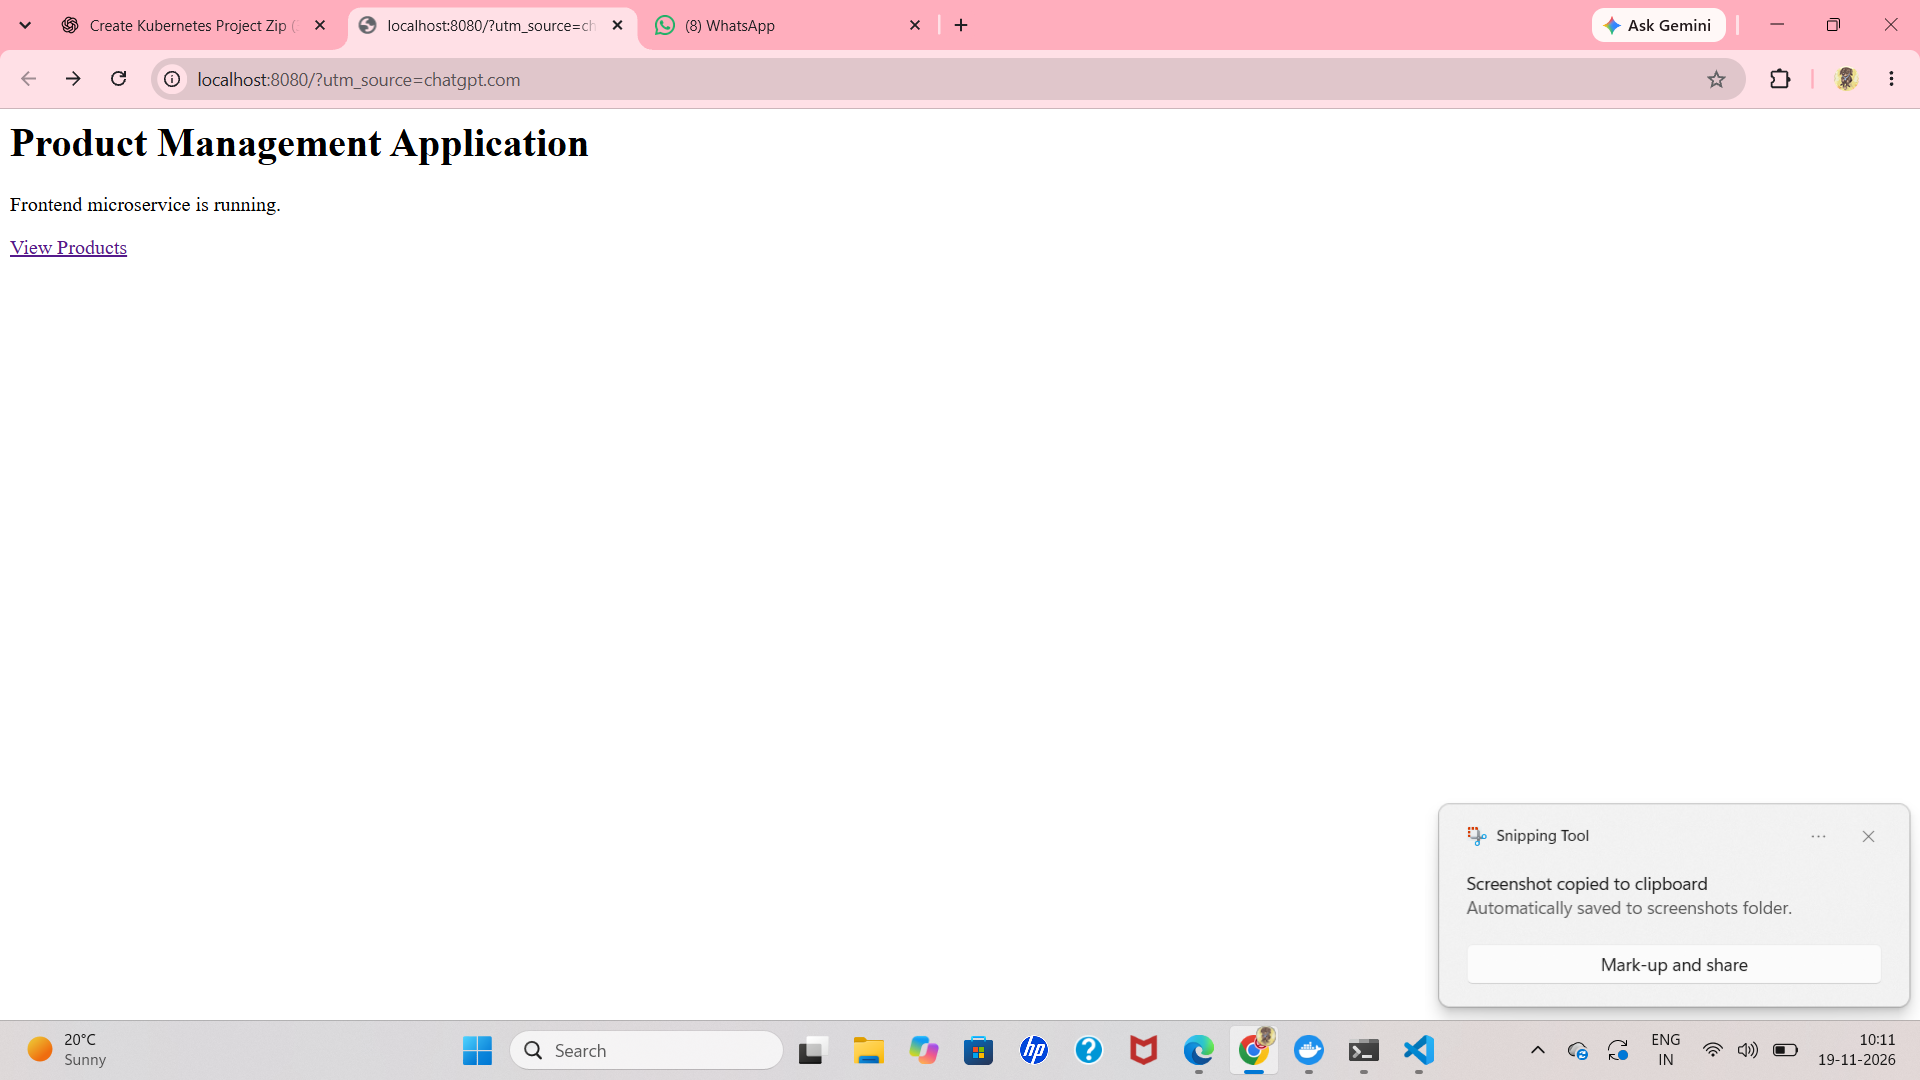 Create Kubernetes Project Zip
localhost:8080/?utm_source=ch
(8) WhatsApp
Ask Gemini
localhost:8080/?utm_source=chatgpt.com
Product Management Application
Frontend microservice is running.
View Products
Snipping Tool
Screenshot copied to clipboard
Automatically saved to screenshots folder.
Mark-up and share
20°C
Sunny
Search
hp
ENG
IN
10:11
19-11-2026